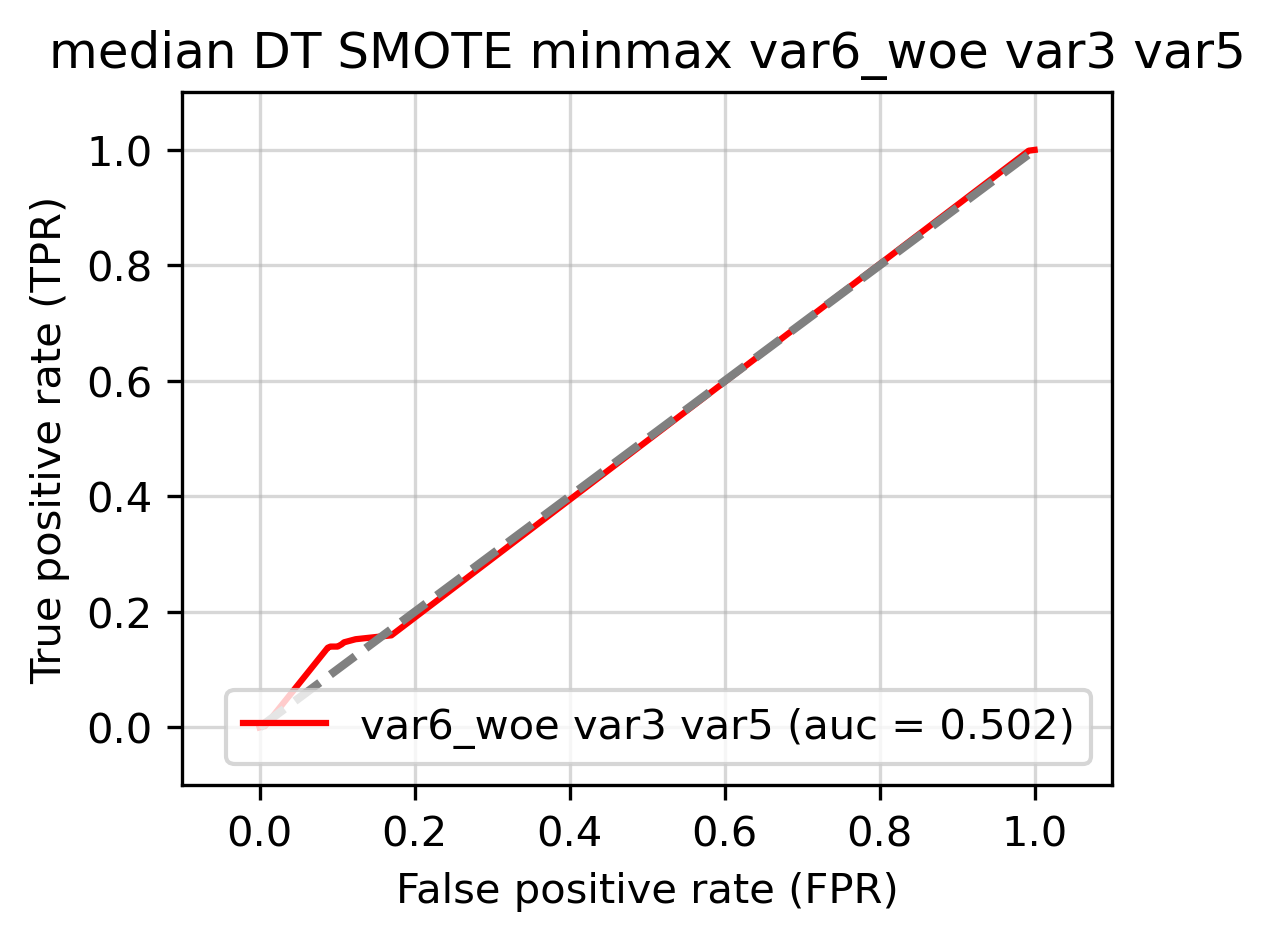 median DT SMOTE minmax var6_woe var3 var5
True positive rate (TPR)
1.0
0.8
0.6
0.4
0.2
0.0
var6_woe var3 var5 (auc = 0.502)
0.0 0.2 0.4 0.6 0.8 1.0
False positive rate (FPR)